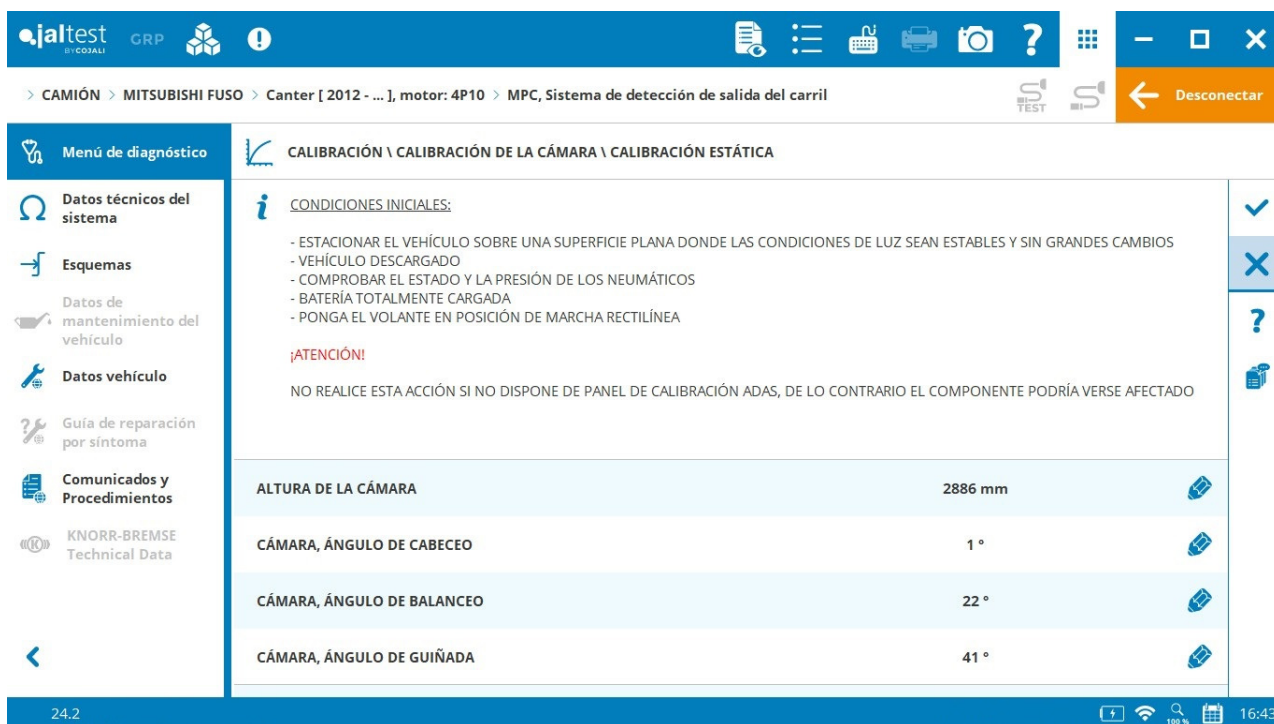 jaltest
BY COJALI
GRP
> CAMIÓN > MITSUBISHI FUSO > Canter [ 2012 - ... ], motor: 4P10 > MPC, Sistema de detección de salida del carril
TEST
Desconectar
Menú de diagnóstico
CALIBRACIÓN \ CALIBRACIÓN DE LA CÁMARA \ CALIBRACIÓN ESTÁTICA
Datos técnicos del
sistema
Esquemas
Datos de
mantenimiento del
vehículo
Datos vehículo
Guía de reparación
por síntoma
Comunicados y
Procedimientos
KNORR-BREMSE
Technical Data
CONDICIONES INICIALES:
- ESTACIONAR EL VEHÍCULO SOBRE UNA SUPERFICIE PLANA DONDE LAS CONDICIONES DE LUZ SEAN ESTABLES Y SIN GRANDES CAMBIOS
- VEHÍCULO DESCARGADO
- COMPROBAR EL ESTADO Y LA PRESIÓN DE LOS NEUMÁTICOS
- BATERÍA TOTALMENTE CARGADA
- PONGA EL VOLANTE EN POSICIÓN DE MARCHA RECTILÍNEA
¡ATENCIÓN!
NO REALICE ESTA ACCIÓN SI NO DISPONE DE PANEL DE CALIBRACIÓN ADAS, DE LO CONTRARIO EL COMPONENTE PODRÍA VERSE AFECTADO
ALTURA DE LA CÁMARA 2886 mm
CÁMARA, ÁNGULO DE CABECEO 1 °
CÁMARA, ÁNGULO DE BALANCEO 22 °
CÁMARA, ÁNGULO DE GUIÑADA 41 °
24.2
100 %
16:43